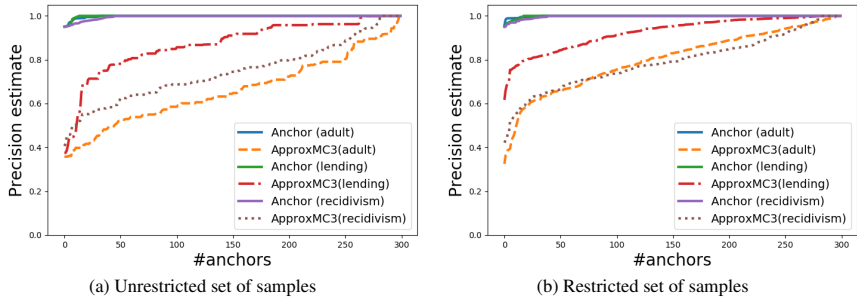 Precision estimate
1.0
0.8
0.6
0.4
0.2
0.0
Anchor (adult)
ApproxMC3(adult)
Anchor (lending)
ApproxMC3(lending)
Anchor (recidivism)
ApproxMC3(recidivism)
0 50 100 150 200 250 300
#anchors
(a) Unrestricted set of samples
Precision estimate
1.0
0.8
0.6
0.4
0.2
0.0
Anchor (adult)
ApproxMC3(adult)
Anchor (lending)
ApproxMC3(lending)
Anchor (recidivism)
ApproxMC3(recidivism)
0 50 100 150 200 250 300
#anchors
(b) Restricted set of samples